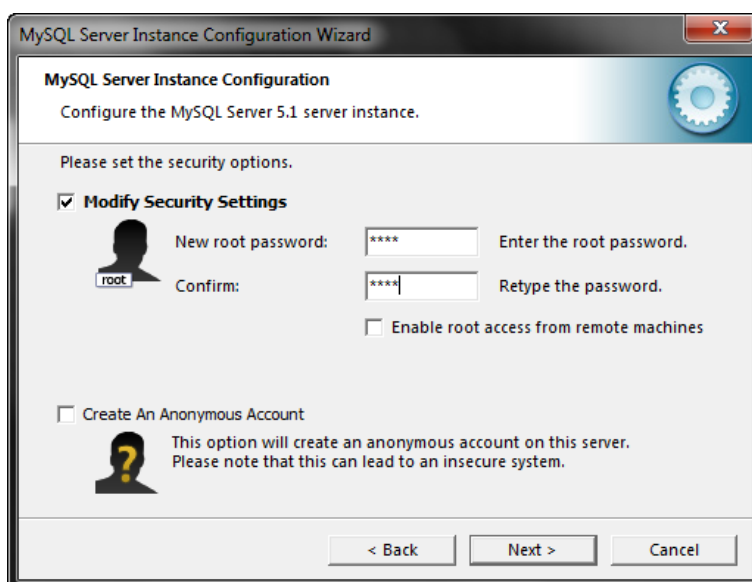 MySQL Server Instance Configuration Wizard
MySQL Server Instance Configuration
Configure the MySQL Server 5.1 server instance.
Please set the security options.
Modify Security Settings
New root password: **** Enter the root password.
root
Confirm: **** Retype the password.
Enable root access from remote machines
Create An Anonymous Account
This option will create an anonymous account on this server.
Please note that this can lead to an insecure system.
< Back Next > Cancel